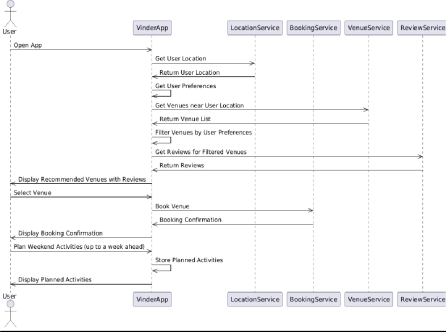 User
VinderApp LocationService BookingService VenueService ReviewService
Open App
Get User Location
Return User Location
Get User Preferences
Get Venues near User Location
Return Venue List
Filter Venues by User Preferences
Get Reviews for Filtered Venues
Return Reviews
Display Recommended Venues with Reviews
Select Venue
Book Venue
Booking Confirmation
Display Booking Confirmation
Plan Weekend Activities (up to a week ahead)
Store Planned Activities
Display Planned Activities
User
VinderApp LocationService BookingService VenueService ReviewService